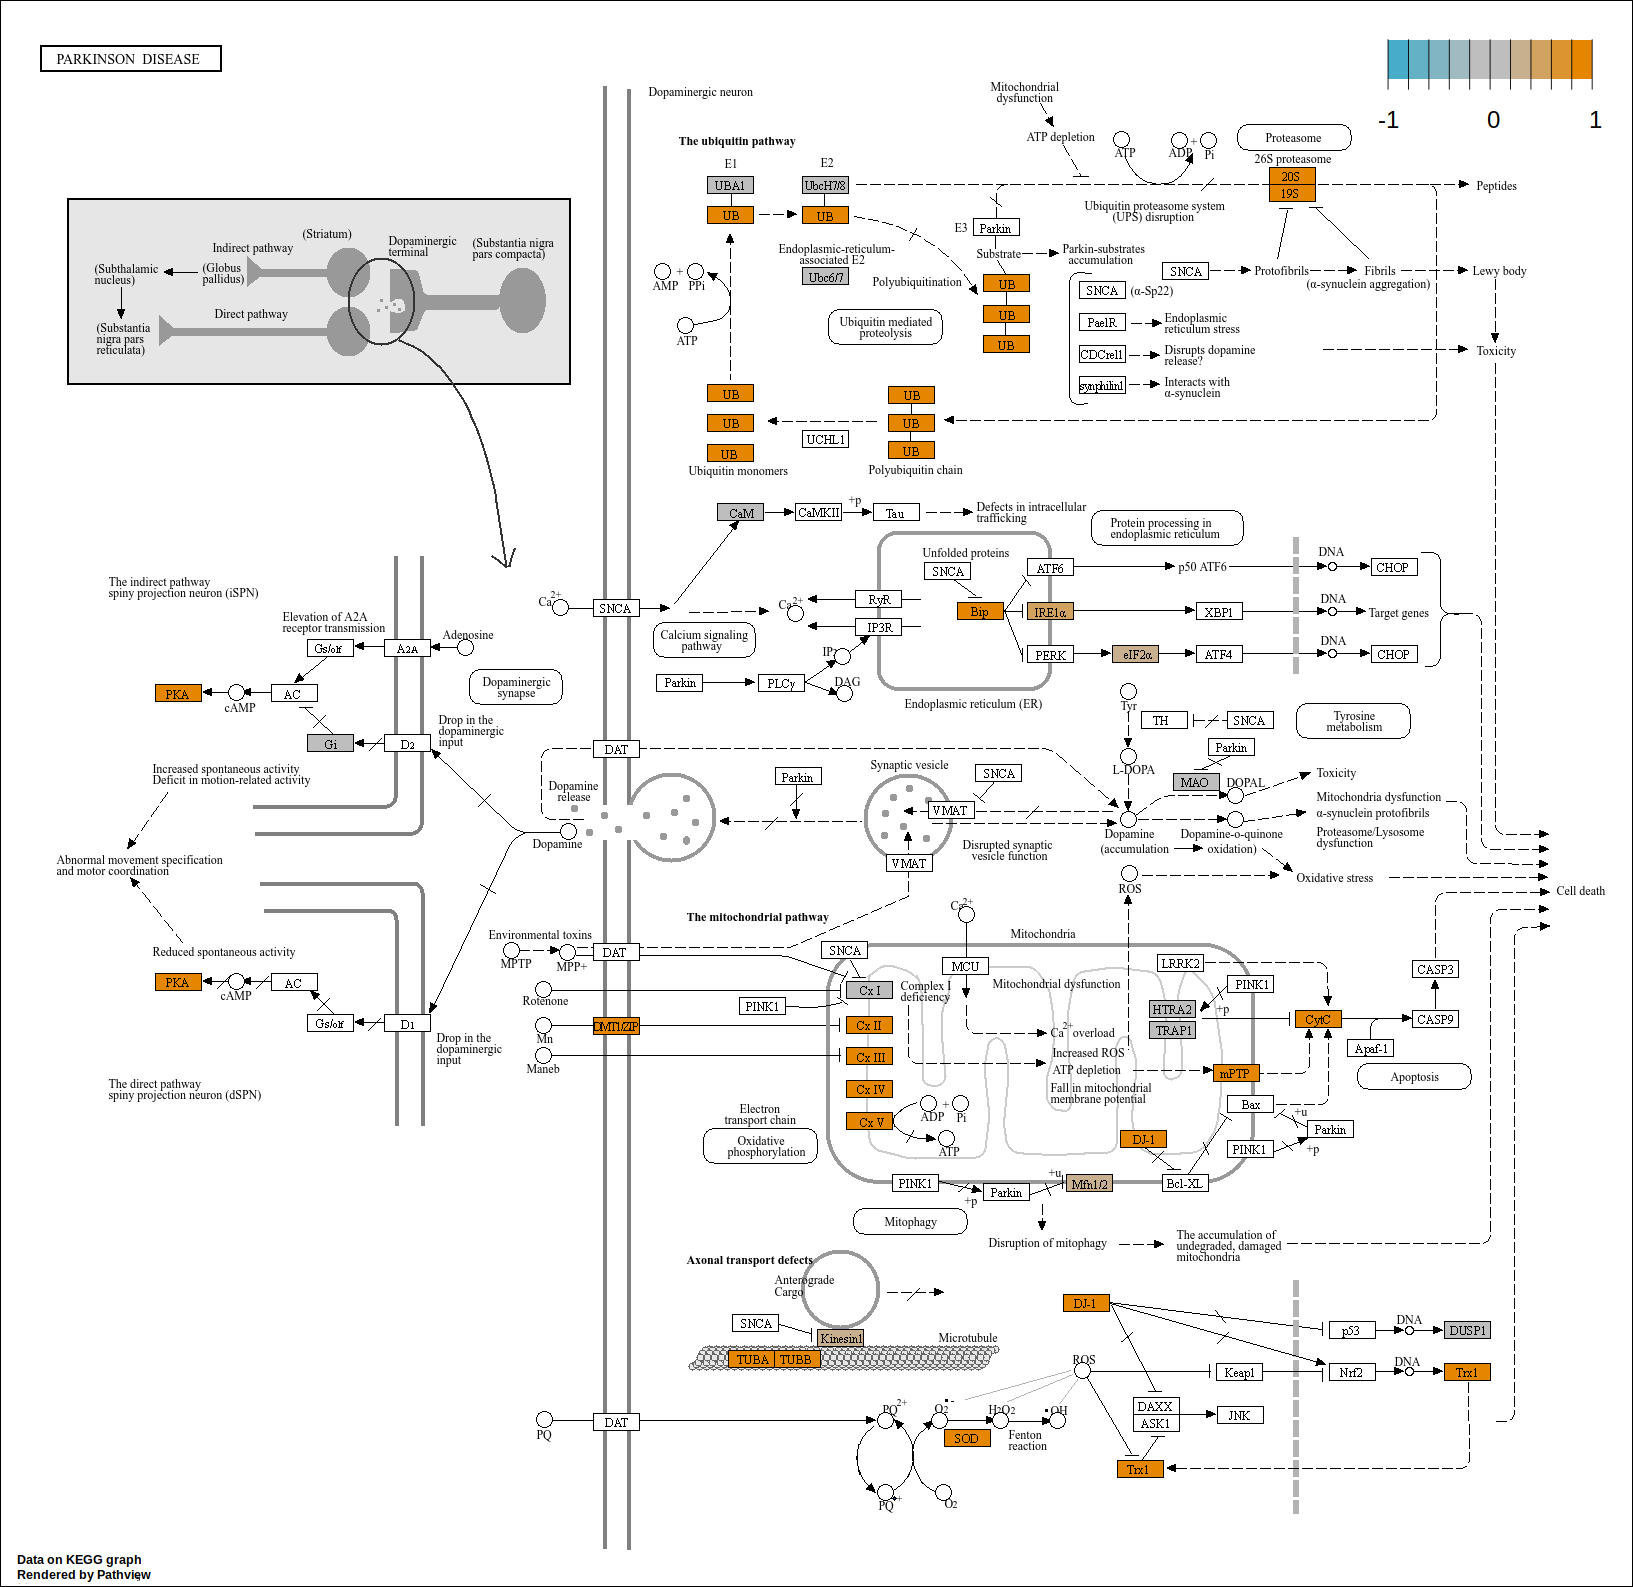 PARKINSON DISEASE
-1 0 1
Dopaminergic neuron
Mitochondrial
dysfunction
ATP depletion
ATP
ADP
+
Pi
Proteasome
26S proteasome
20S
19S
The ubiquitin pathway
E1
E2
UBA1
UbcH7/8
UB
UB
Peptides
Ubiquitin proteasome system
(UPS) disruption
E3
Parkin
Substrate
Parkin-substrates
accumulation
Endoplasmic-reticulum-
associated E2
Ubc6/7
Polyubiquitination
UB
UB
UB
AMP
+
PPi
ATP
Ubiquitin mediated
proteolysis
SNCA
Protofibrils
Fibrils
(α-synuclein aggregation)
Lewy body
SNCA
(α-Sp22)
PaelR
Endoplasmic
reticulum stress
CDCrel1
Disrupts dopamine
release?
synphilin1
Interacts with
α-synuclein
Toxicity
UB
UB
UB
Ubiquitin monomers
UCHL1
UB
UB
UB
Polyubiquitin chain
(Striatum)
Indirect pathway
Dopaminergic
terminal
(Substantia nigra
pars compacta)
(Subthalamic
nucleus)
(Globus
pallidus)
Direct pathway
(Substantia
nigra pars
reticulata)
CaM
CaMKII
+p
Tau
Defects in intracellular
trafficking
Protein processing in
endoplasmic reticulum
Unfolded proteins
SNCA
ATF6
p50 ATF6
DNA
CHOP
Ca2+
SNCA
Ca2+
RyR
IP3R
Bip
IRE1α
XBP1
DNA
Target genes
Calcium signaling
pathway
IP3
DAG
PERK
eIF2α
ATF4
DNA
CHOP
Parkin
PLCγ
Endoplasmic reticulum (ER)
The indirect pathway
spiny projection neuron (iSPN)
Elevation of A2A
receptor transmission
Gs/olf
A2A
Adenosine
PKA
cAMP
AC
Dopaminergic
synapse
Gi
D2
Drop in the
dopaminergic
input
Increased spontaneous activity
Deficit in motion-related activity
Abnormal movement specification
and motor coordination
Reduced spontaneous activity
PKA
cAMP
AC
Gs/olf
D1
Drop in the
dopaminergic
input
The direct pathway
spiny projection neuron (dSPN)
DAT
Dopamine
release
Dopamine
Parkin
Synaptic vesicle
VMAT
VMAT
SNCA
Disrupted synaptic
vesicle function
Tyr
TH
SNCA
Tyrosine
metabolism
L-DOPA
Parkin
MAO
DOPAL
Toxicity
Dopamine
(accumulation
Dopamine-o-quinone
oxidation)
Mitochondria dysfunction
α-synuclein protofibrils
Proteasome/Lysosome
dysfunction
ROS
Oxidative stress
Cell death
The mitochondrial pathway
Environmental toxins
MPTP
MPP+
DAT
Rotenone
Mn
DMT1/ZIP
Maneb
SNCA
PINK1
Cx I
Cx II
Cx III
Cx IV
Cx V
Complex I
deficiency
Ca2+
MCU
Mitochondria
Mitochondrial dysfunction
Ca2+ overload
Increased ROS
ATP depletion
Fall in mitochondrial
membrane potential
ADP
+
Pi
ATP
Electron
transport chain
Oxidative
phosphorylation
LRRK2
PINK1
+p
HTRA2
TRAP1
CytC
CASP3
CASP9
Apaf-1
Apoptosis
mPTP
Bax
+u
Parkin
PINK1
+p
DJ-1
Bcl-XL
PINK1
+p
Parkin
+u
Mfn1/2
Mitophagy
Disruption of mitophagy
The accumulation of
undegraded, damaged
mitochondria
Axonal transport defects
Anterograde
Cargo
SNCA
Kinesin1
TUBA
TUBB
Microtubule
DJ-1
p53
DNA
DUSP1
ROS
Keap1
Nrf2
DNA
Trx1
DAXX
ASK1
JNK
Trx1
PQ
DAT
PQ2+
O2•-
H2O2
•OH
SOD
Fenton
reaction
PQ•+
O2
Data on KEGG graph
Rendered by Pathview